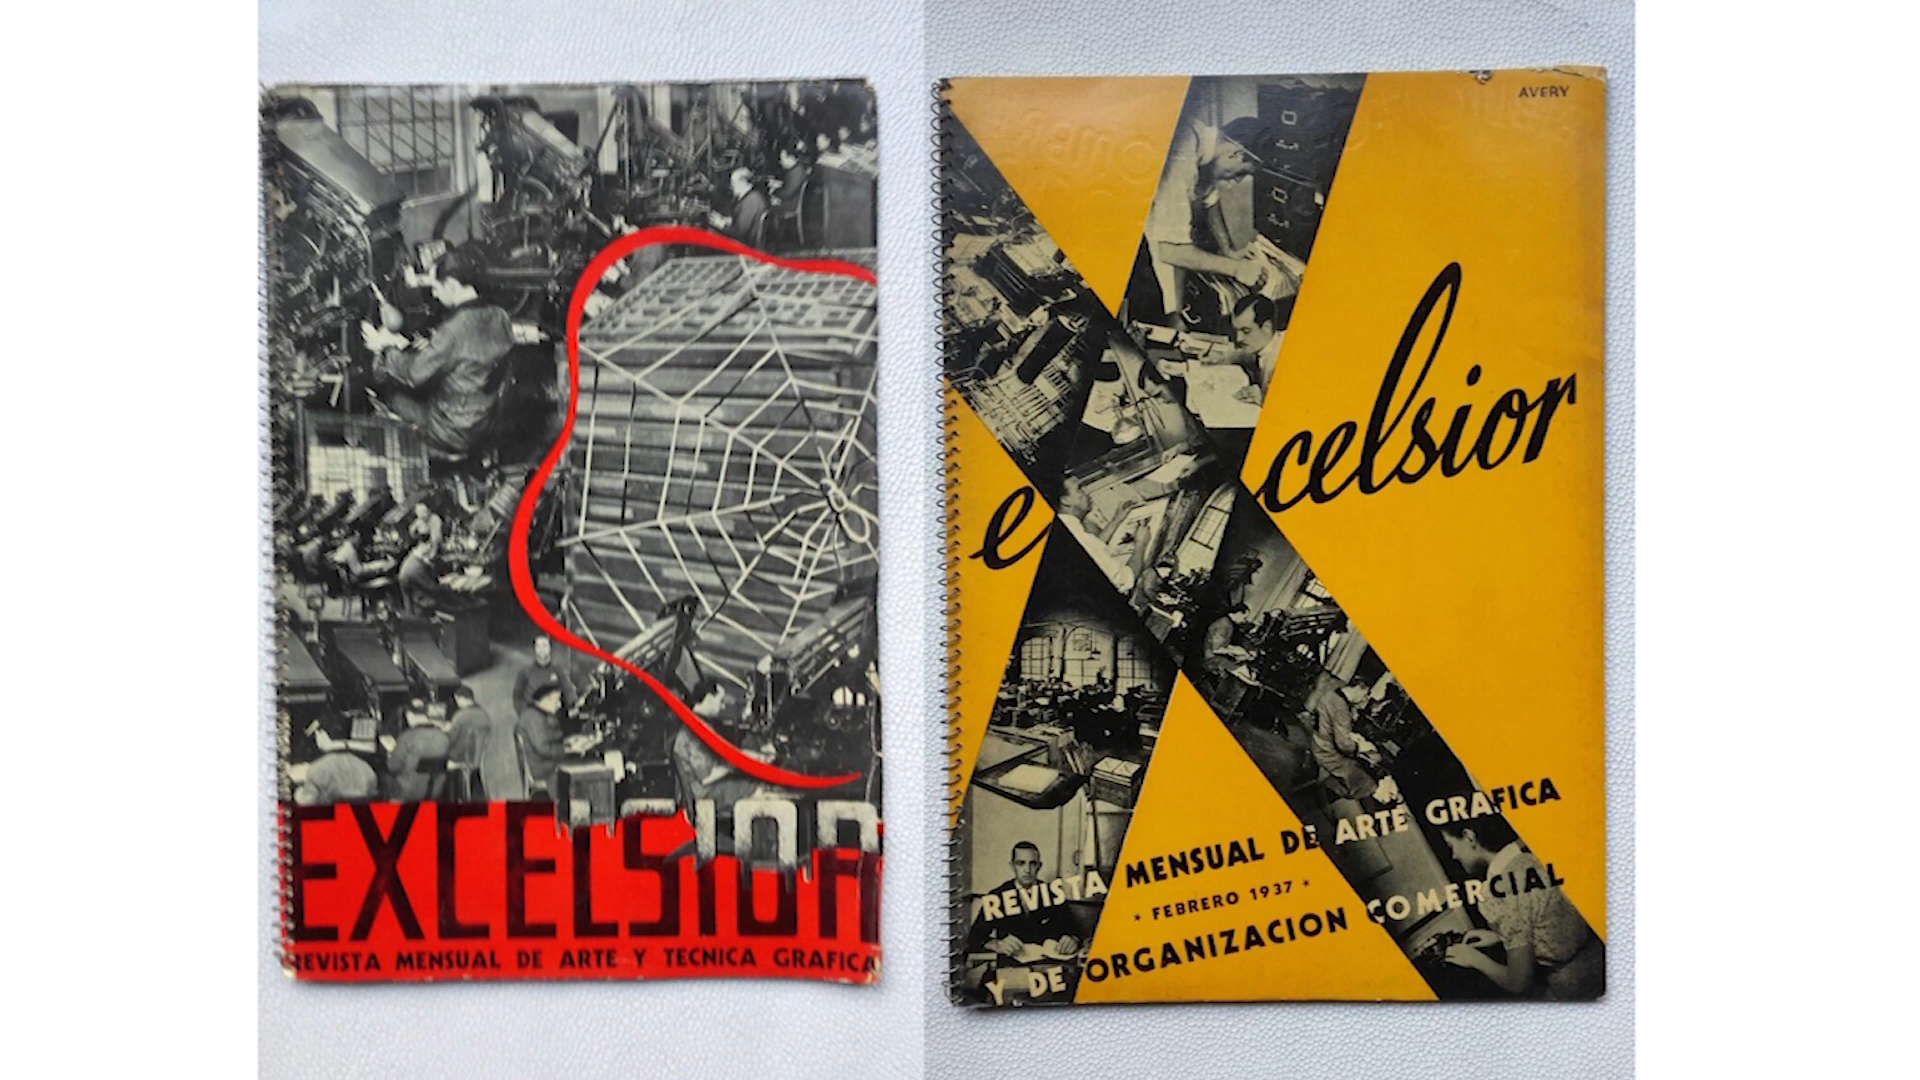 EXCELSIOR
REVISTA MENSUAL DE ARTE Y TECNICA GRAFICA
AVERY
excelsior
REVISTA MENSUAL DE ARTE GRAFICA
* FEBRERO 1937 *
Y DE ORGANIZACION COMERCIAL